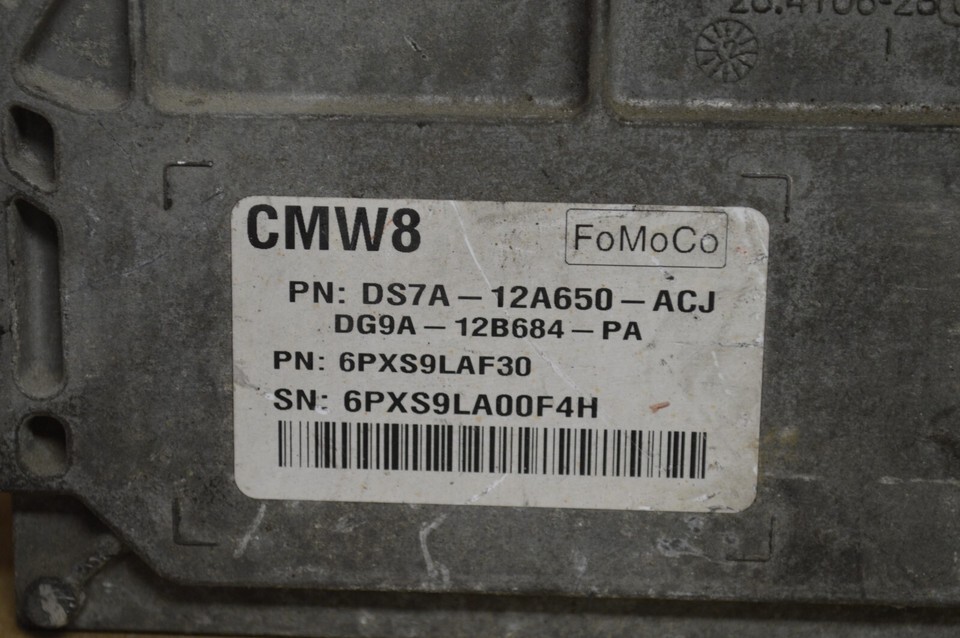 CMW8
FoMoCo
PN: DS7A – 12A650 – ACJ
DG9A – 12B684 – PA
PN: 6PXS9LAF30
SN: 6PXS9LA00F4H